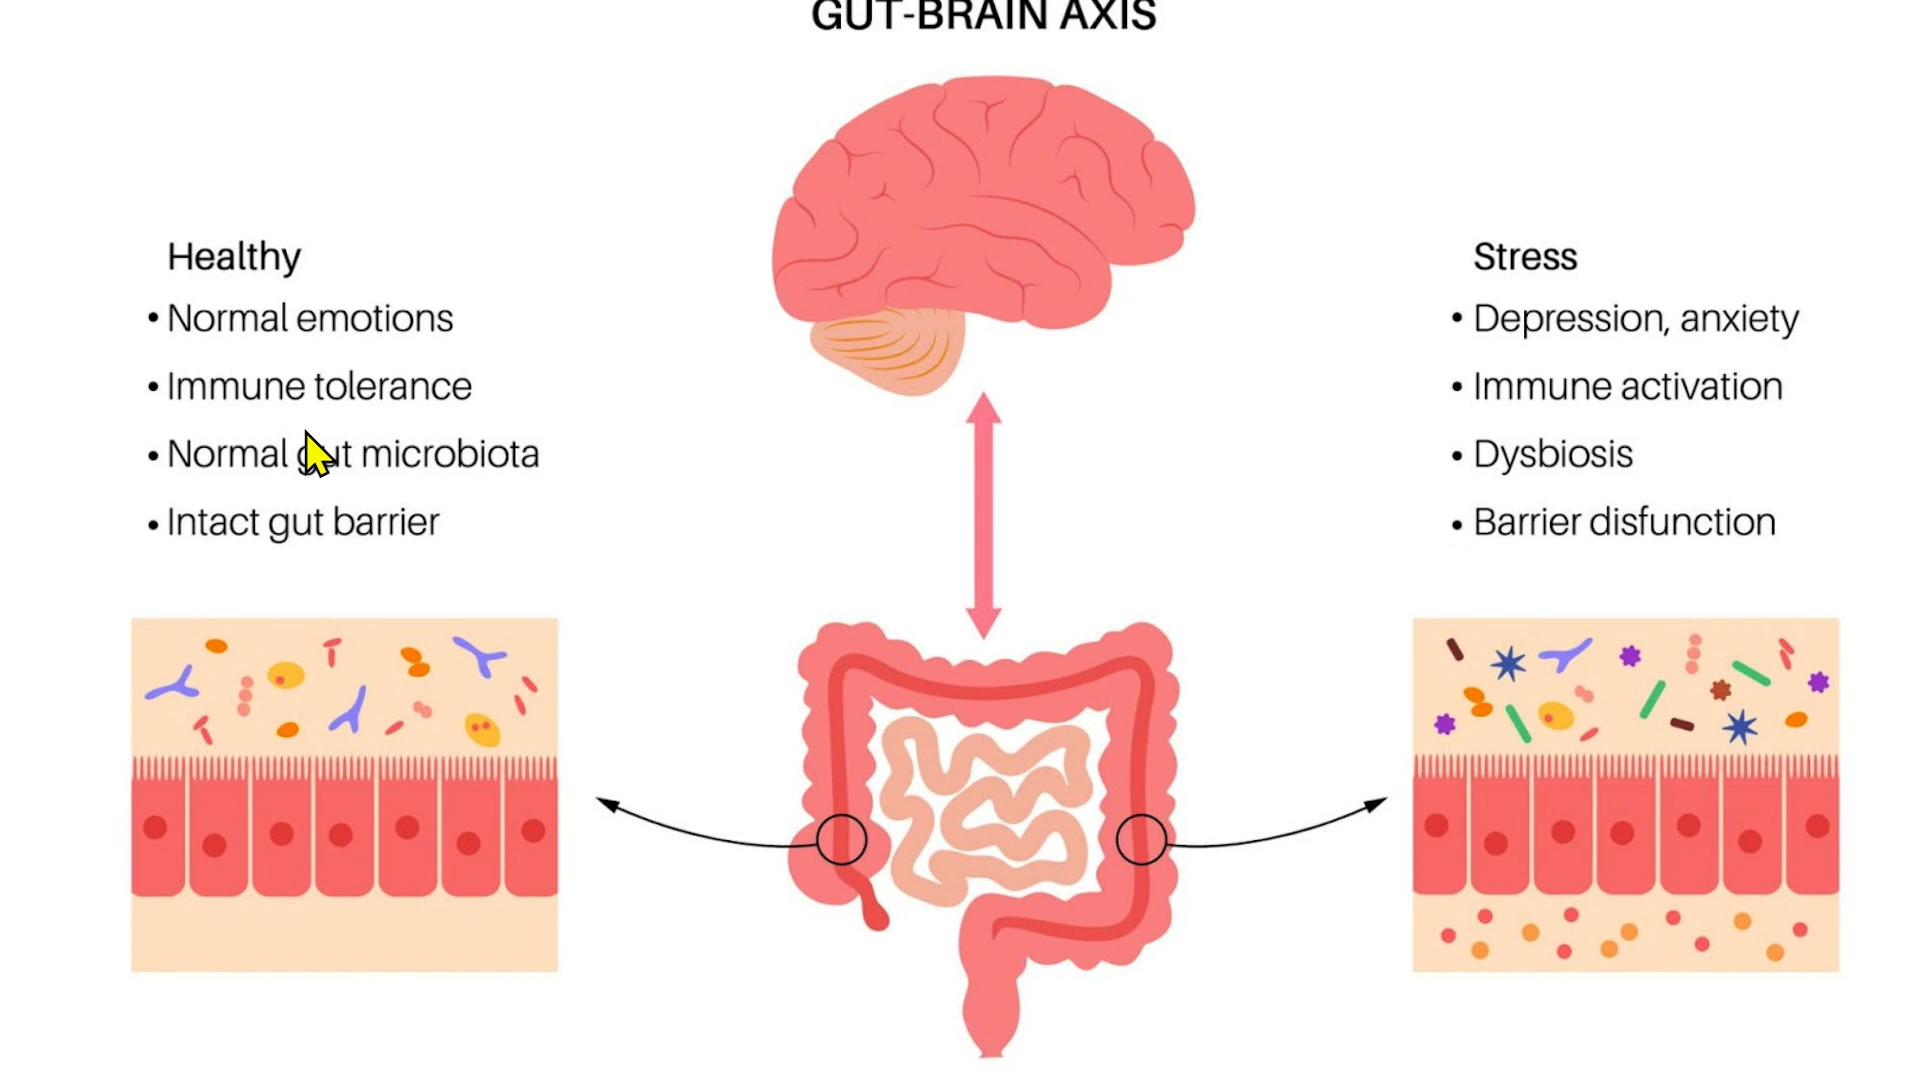 GUT-BRAIN AXIS
Healthy
• Normal emotions
• Immune tolerance
• Normal gut microbiota
• Intact gut barrier
Stress
• Depression, anxiety
• Immune activation
• Dysbiosis
• Barrier disfunction